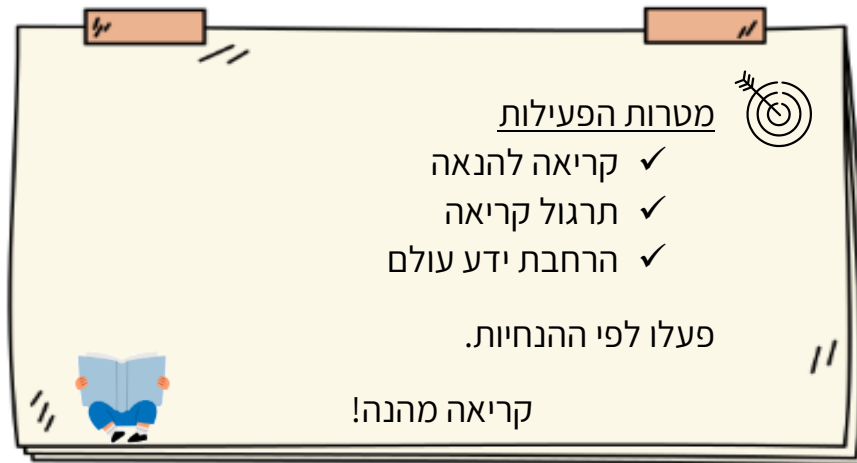 מטרות הפעילות
✓ קריאה להנאה
✓ תרגול קריאה
✓ הרחבת ידע עולם
פעלו לפי ההנחיות.
קריאה מהנה!